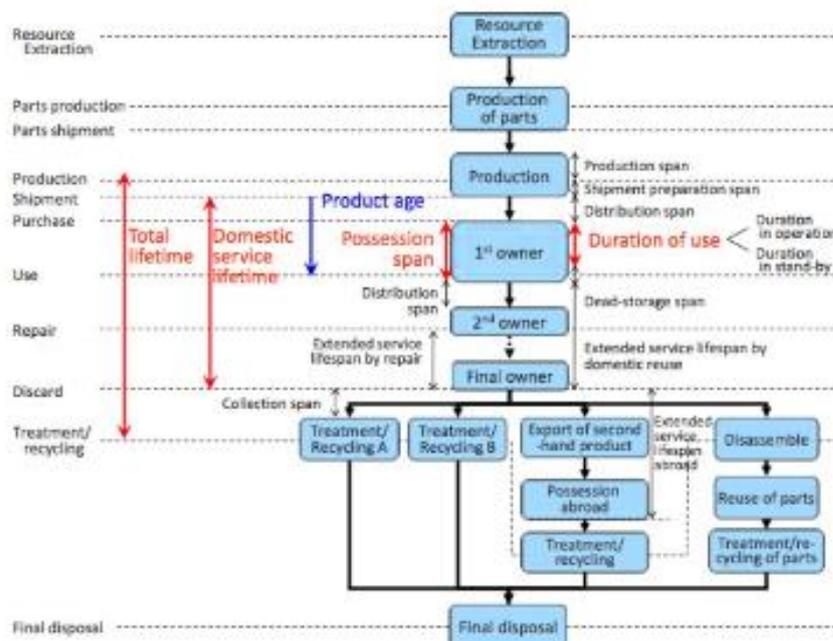 Resource
Extraction
Resource
Extraction
Parts production
Production
of parts
Parts shipment
Production
Production
Production span
Shipment
Shipment preparation span
Product age
Distribution span
Purchase
Total
lifetime
Domestic
service
lifetime
Possession
span
1st owner
Duration of use
Duration
in operation
Duration
in stand-by
Use
Distribution
span
Dead-storage span
2nd owner
Repair
Extended service
lifespan by repair
Extended service lifespan by
domestic reuse
Final owner
Discard
Collection span
Treatment/
recycling
Treatment/
Recycling A
Treatment/
Recycling B
Export of second
-hand product
Extended
service
lifespan
abroad
Disassemble
Possession
abroad
Reuse of parts
Treatment/
recycling
Treatment/re-
cycling of parts
Final disposal
Final disposal